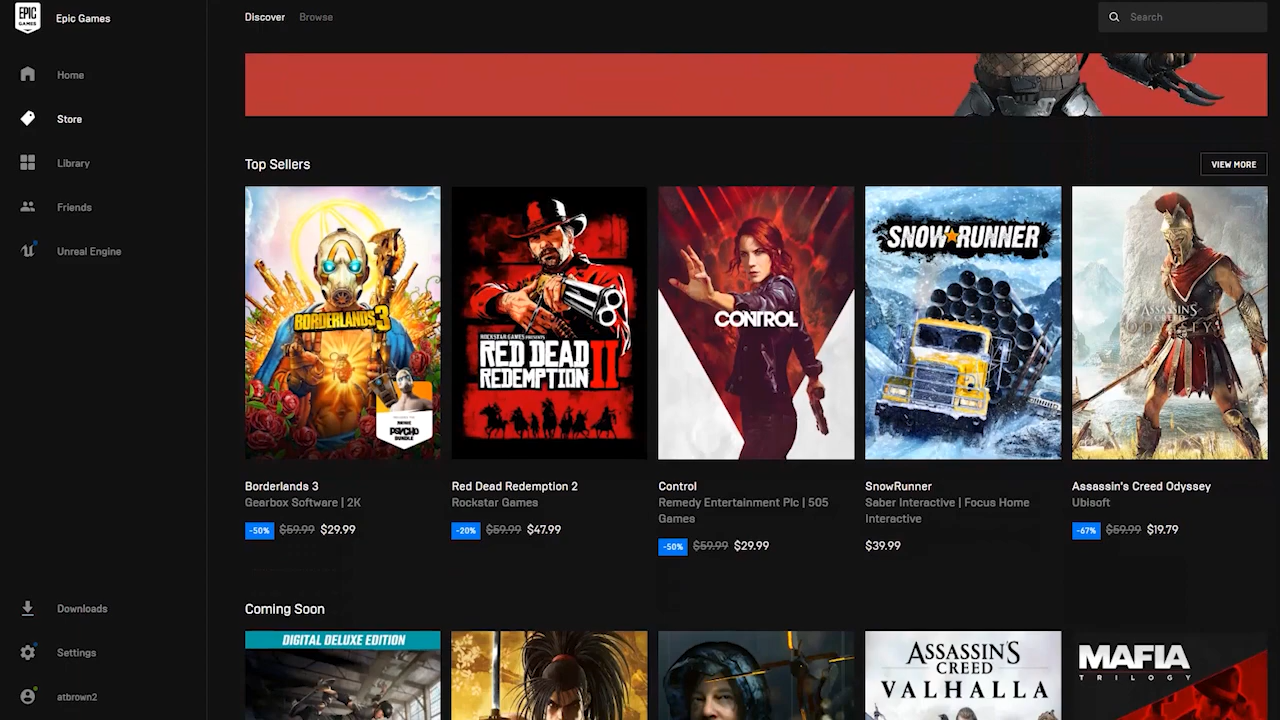 EPIC
GAMES
Epic Games
Discover
Browse
Search
Home
Store
Library
Friends
Unreal Engine
Top Sellers
VIEW MORE
BORDERLANDS 3
PSYCHO
BUNDLE
ROCKSTAR GAMES PRESENTS
RED DEAD
REDEMPTION II
CONTROL
SNOWRUNNER
ASSASSIN'S
CREED
ODYSSEY
Borderlands 3
Gearbox Software | 2K
-50% $59.99 $29.99
Red Dead Redemption 2
Rockstar Games
-20% $59.99 $47.99
Control
Remedy Entertainment Plc | 505
Games
-50% $59.99 $29.99
SnowRunner
Saber Interactive | Focus Home
Interactive
$39.99
Assassin's Creed Odyssey
Ubisoft
-67% $59.99 $19.79
Coming Soon
DIGITAL DELUXE EDITION
ASSASSIN'S
CREED
VALHALLA
MAFIA
TRILOGY
Downloads
Settings
atbrown2